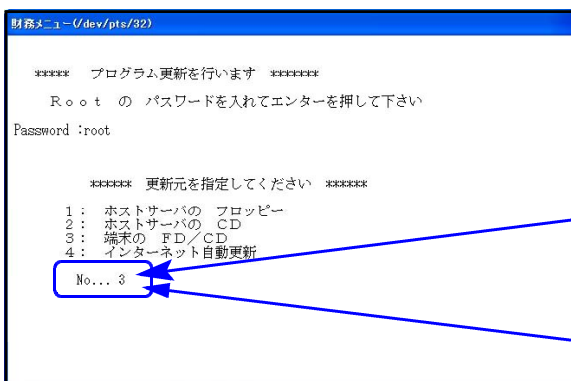 財務メニュー(/dev/pts/32)
***** プログラム更新を行います *******
Root の パスワードを入れてエンターを押して下さい
Password :root
****** 更新元を指定してください ******
1: ホストサーバの フロッピー
2: ホストサーバの CD
3: 端末の FD/CD
4: インターネット自動更新
No... 3